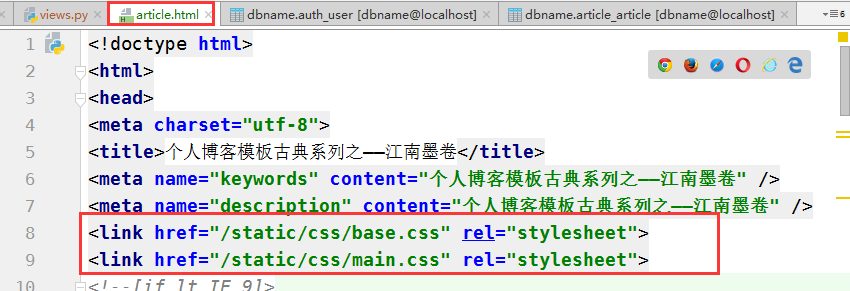 views.py article.html dbname.auth_user [dbname@localhost] dbname.article_article [dbname@localhost] 6
1 <!doctype html>
2 <html>
3 <head>
4 <meta charset="utf-8">
5 <title>个人博客模板古典系列之——江南墨卷</title>
6 <meta name="keywords" content="个人博客模板古典系列之——江南墨卷" />
7 <meta name="description" content="个人博客模板古典系列之——江南墨卷" />
8 <link href="/static/css/base.css" rel="stylesheet">
9 <link href="/static/css/main.css" rel="stylesheet">
10 <!--[if lt IE 9]>